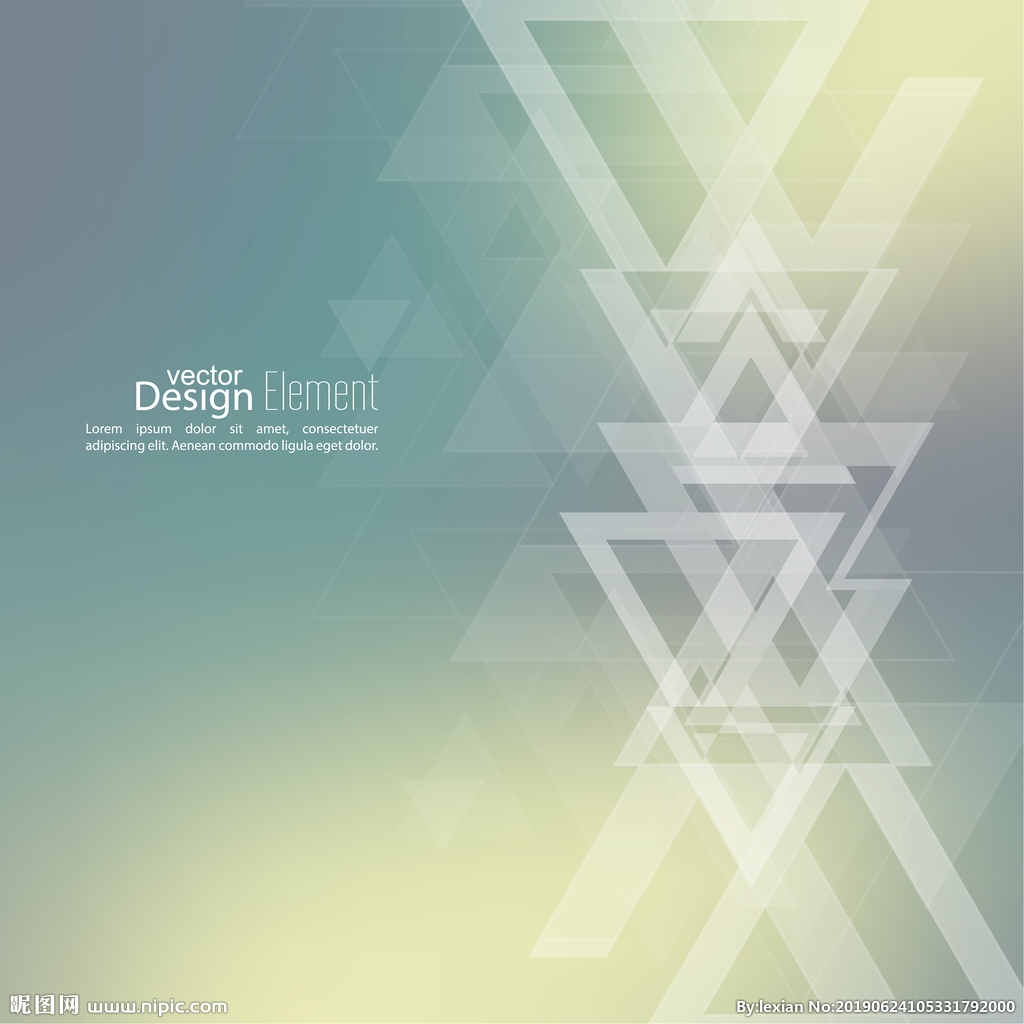 vector
Design Element
Lorem ipsum dolor sit amet, consectetuer
adipiscing elit. Aenean commodo ligula eget dolor.
昵图网 www.nipic.com
By:lexian No:20190624105331792000